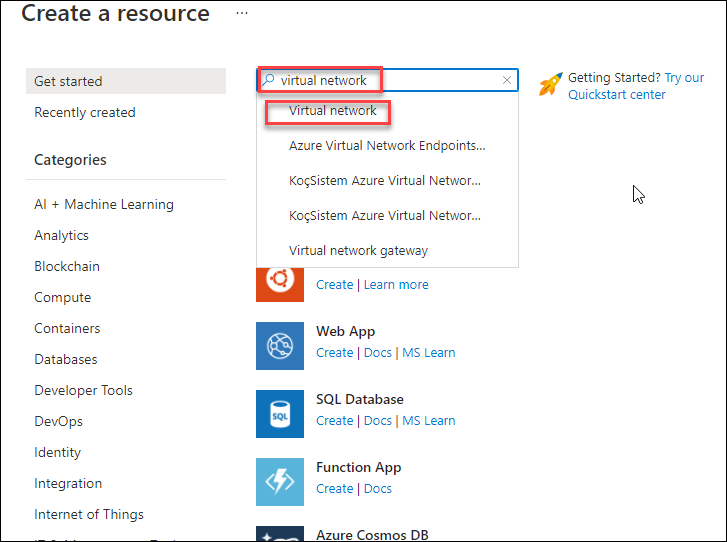 Create a resource ...
Get started
Recently created
Categories
AI + Machine Learning
Analytics
Blockchain
Compute
Containers
Databases
Developer Tools
DevOps
Identity
Integration
Internet of Things
virtual network
Virtual network
Azure Virtual Network Endpoints...
KoçSistem Azure Virtual Networ...
KoçSistem Azure Virtual Networ...
Virtual network gateway
Create | Learn more
Web App
Create | Docs | MS Learn
SQL
SQL Database
Create | Docs | MS Learn
Function App
Create | Docs
Azure Cosmos DB
Getting Started? Try our
Quickstart center